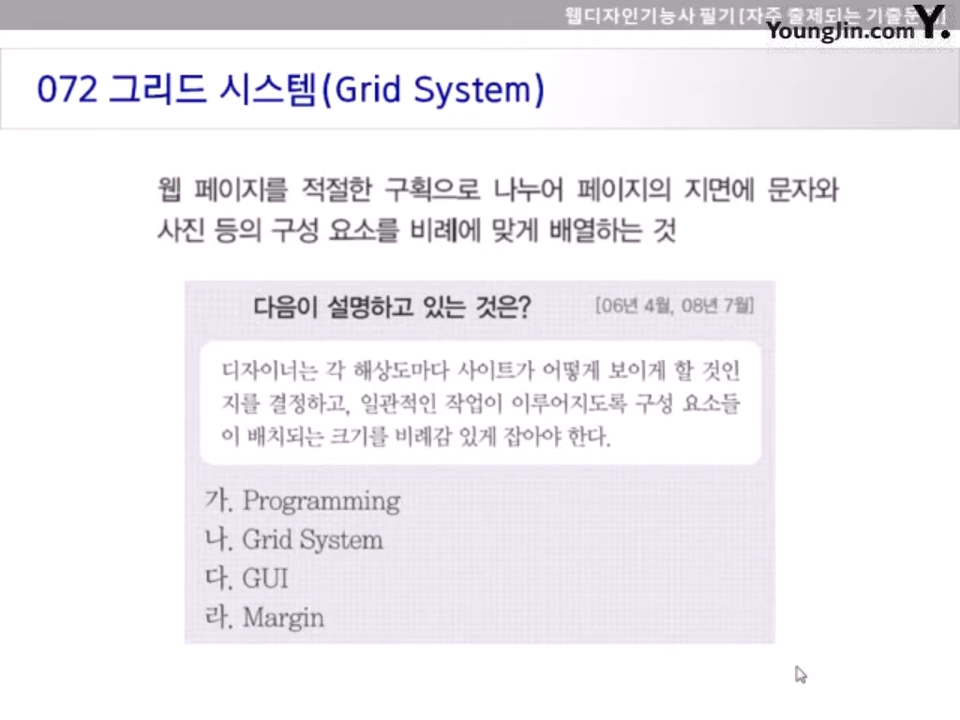 웹디자인기능사 필기 [자주 출제되는 기출문제]
YoungJin.com Y.
072 그리드 시스템(Grid System)
웹 페이지를 적절한 구획으로 나누어 페이지의 지면에 문자와
사진 등의 구성 요소를 비례에 맞게 배열하는 것
다음이 설명하고 있는 것은? [06년 4월, 08년 7월]
디자이너는 각 해상도마다 사이트가 어떻게 보이게 할 것인
지를 결정하고, 일관적인 작업이 이루어지도록 구성 요소들
이 배치되는 크기를 비례감 있게 잡아야 한다.
가. Programming
나. Grid System
다. GUI
라. Margin